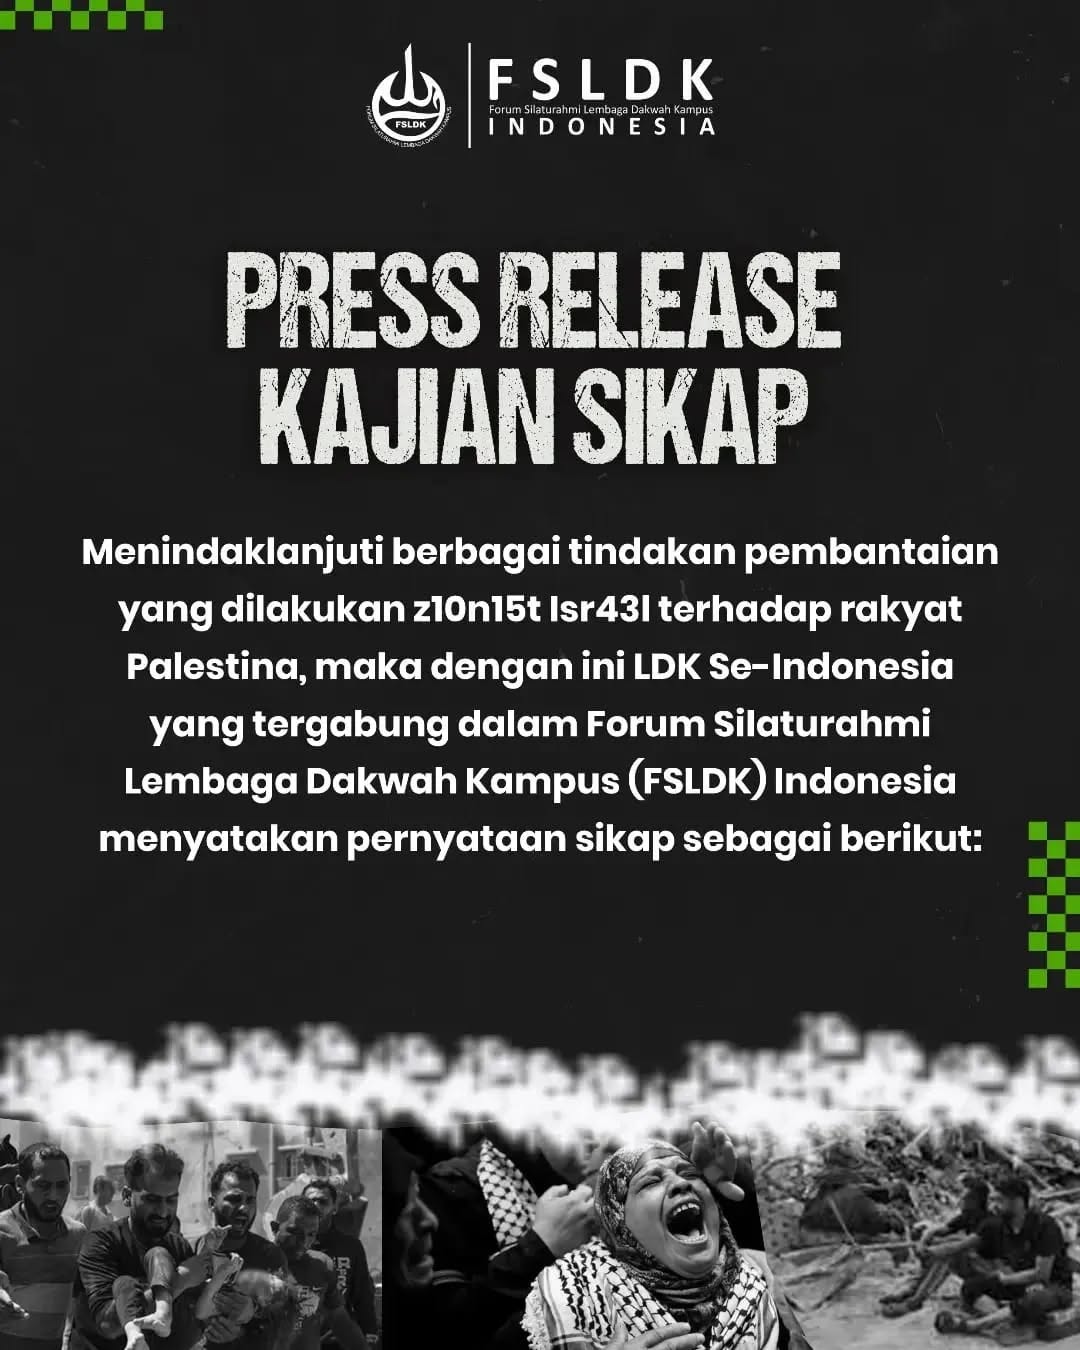 FSLDK
Forum Silaturahmi Lembaga Dakwah Kampus
INDONESIA
FSLDK
PRESS RELEASE
KAJIAN SIKAP
Menindaklanjuti berbagai tindakan pembantaian
yang dilakukan z10n15t Isr43l terhadap rakyat
Palestina, maka dengan ini LDK Se-Indonesia
yang tergabung dalam Forum Silaturahmi
Lembaga Dakwah Kampus (FSLDK) Indonesia
menyatakan pernyataan sikap sebagai berikut: